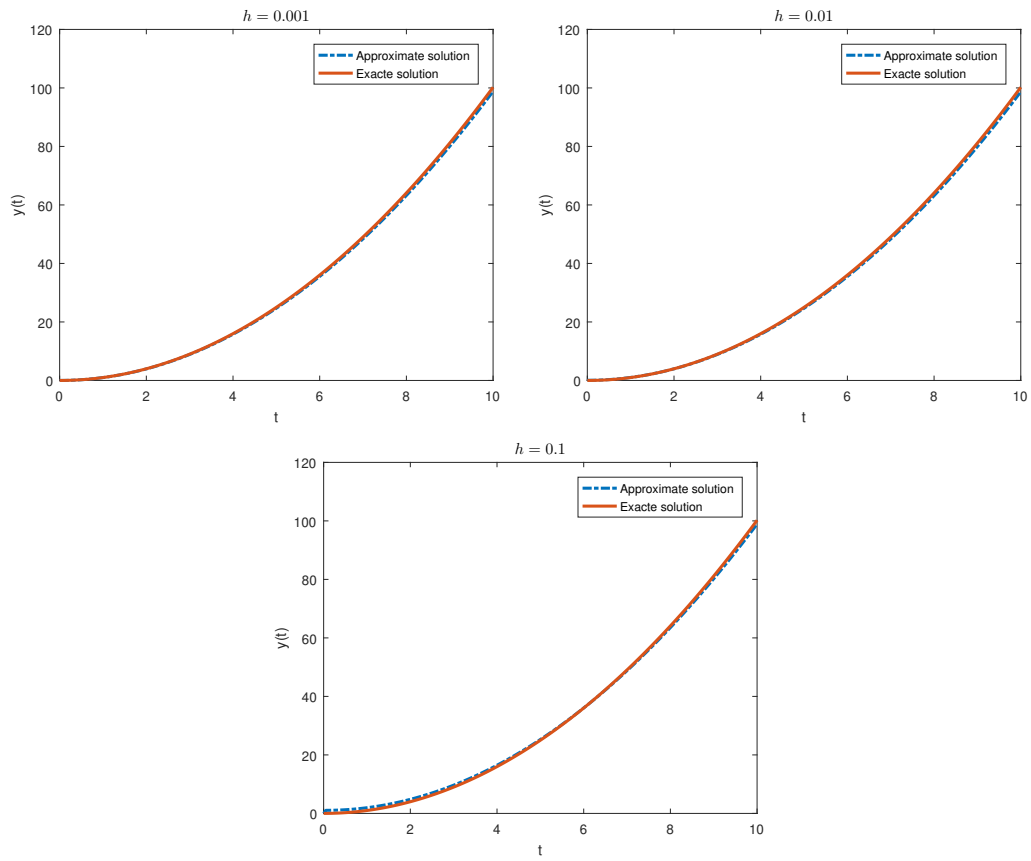 h = 0.001
120
100
80
60
40
20
0
y(t)
Approximate solution
Exacte solution
0 2 4 6 8 10
t
h = 0.01
120
100
80
60
40
20
0
y(t)
Approximate solution
Exacte solution
0 2 4 6 8 10
t
h = 0.1
120
100
80
60
40
20
0
y(t)
Approximate solution
Exacte solution
0 2 4 6 8 10
t